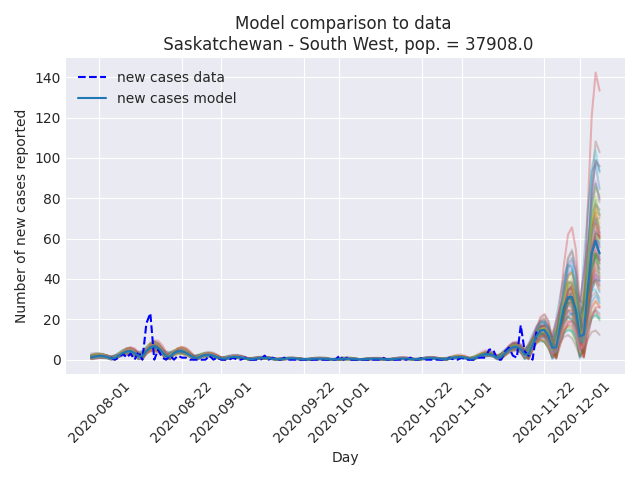 Model comparison to data
Saskatchewan - South West, pop. = 37908.0
new cases data
new cases model
Number of new cases reported
140
120
100
80
60
40
20
0
2020-08-01
2020-08-22
2020-09-01
2020-09-22
2020-10-01
2020-10-22
2020-11-01
2020-11-22
2020-12-01
Day